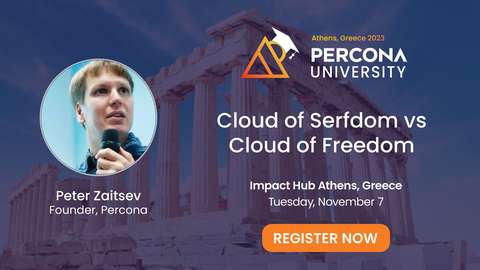 Athens, Greece 2023
PERCONA
UNIVERSITY
Cloud of Serfdom vs
Cloud of Freedom
Peter Zaitsev
Founder, Percona
Impact Hub Athens, Greece
Tuesday, November 7
REGISTER NOW